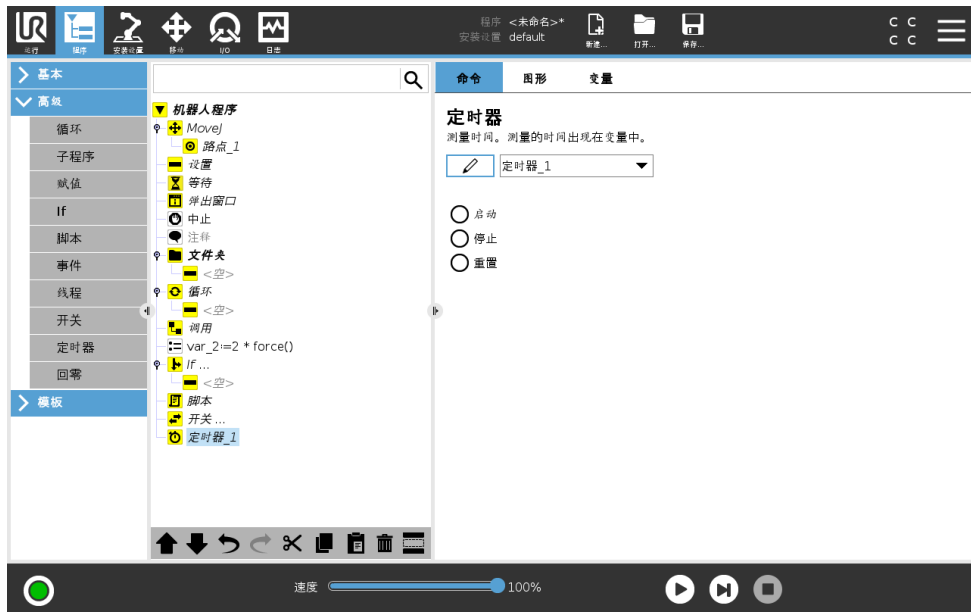 UR
运行
程序
安装设置
移动
I/O
日志
程序 <未命名>*
安装设置 default
新建...
打开...
保存...
C C
C C
基本
高级
循环
子程序
赋值
If
脚本
事件
线程
开关
定时器
回零
模板
机器人程序
MoveJ
路点_1
设置
等待
弹出窗口
中止
注释
文件夹
<空>
循环
<空>
调用
var_2:=2 * force()
If ...
<空>
脚本
开关 ...
定时器_1
命令
图形
变量
定时器
测量时间。测量的时间出现在变量中。
定时器_1
启动
停止
重置
速度
100%